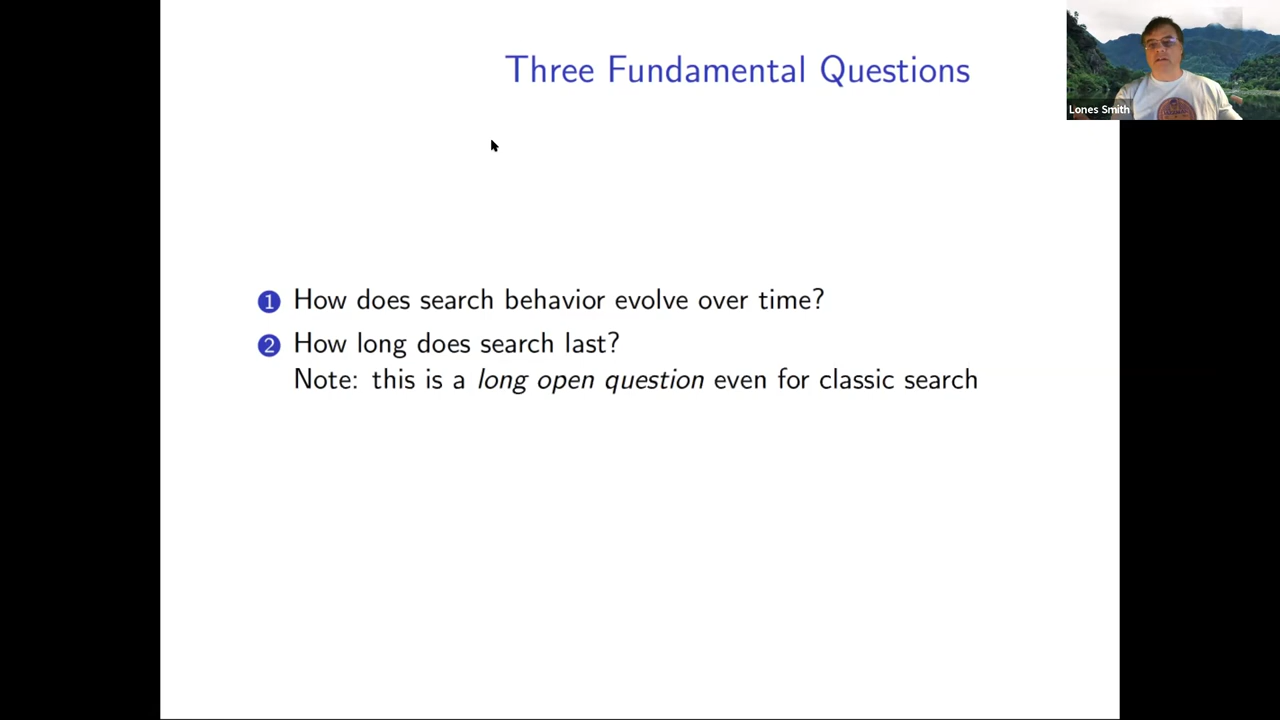 Three Fundamental Questions
Lones Smith
1 How does search behavior evolve over time?
2 How long does search last?
Note: this is a long open question even for classic search